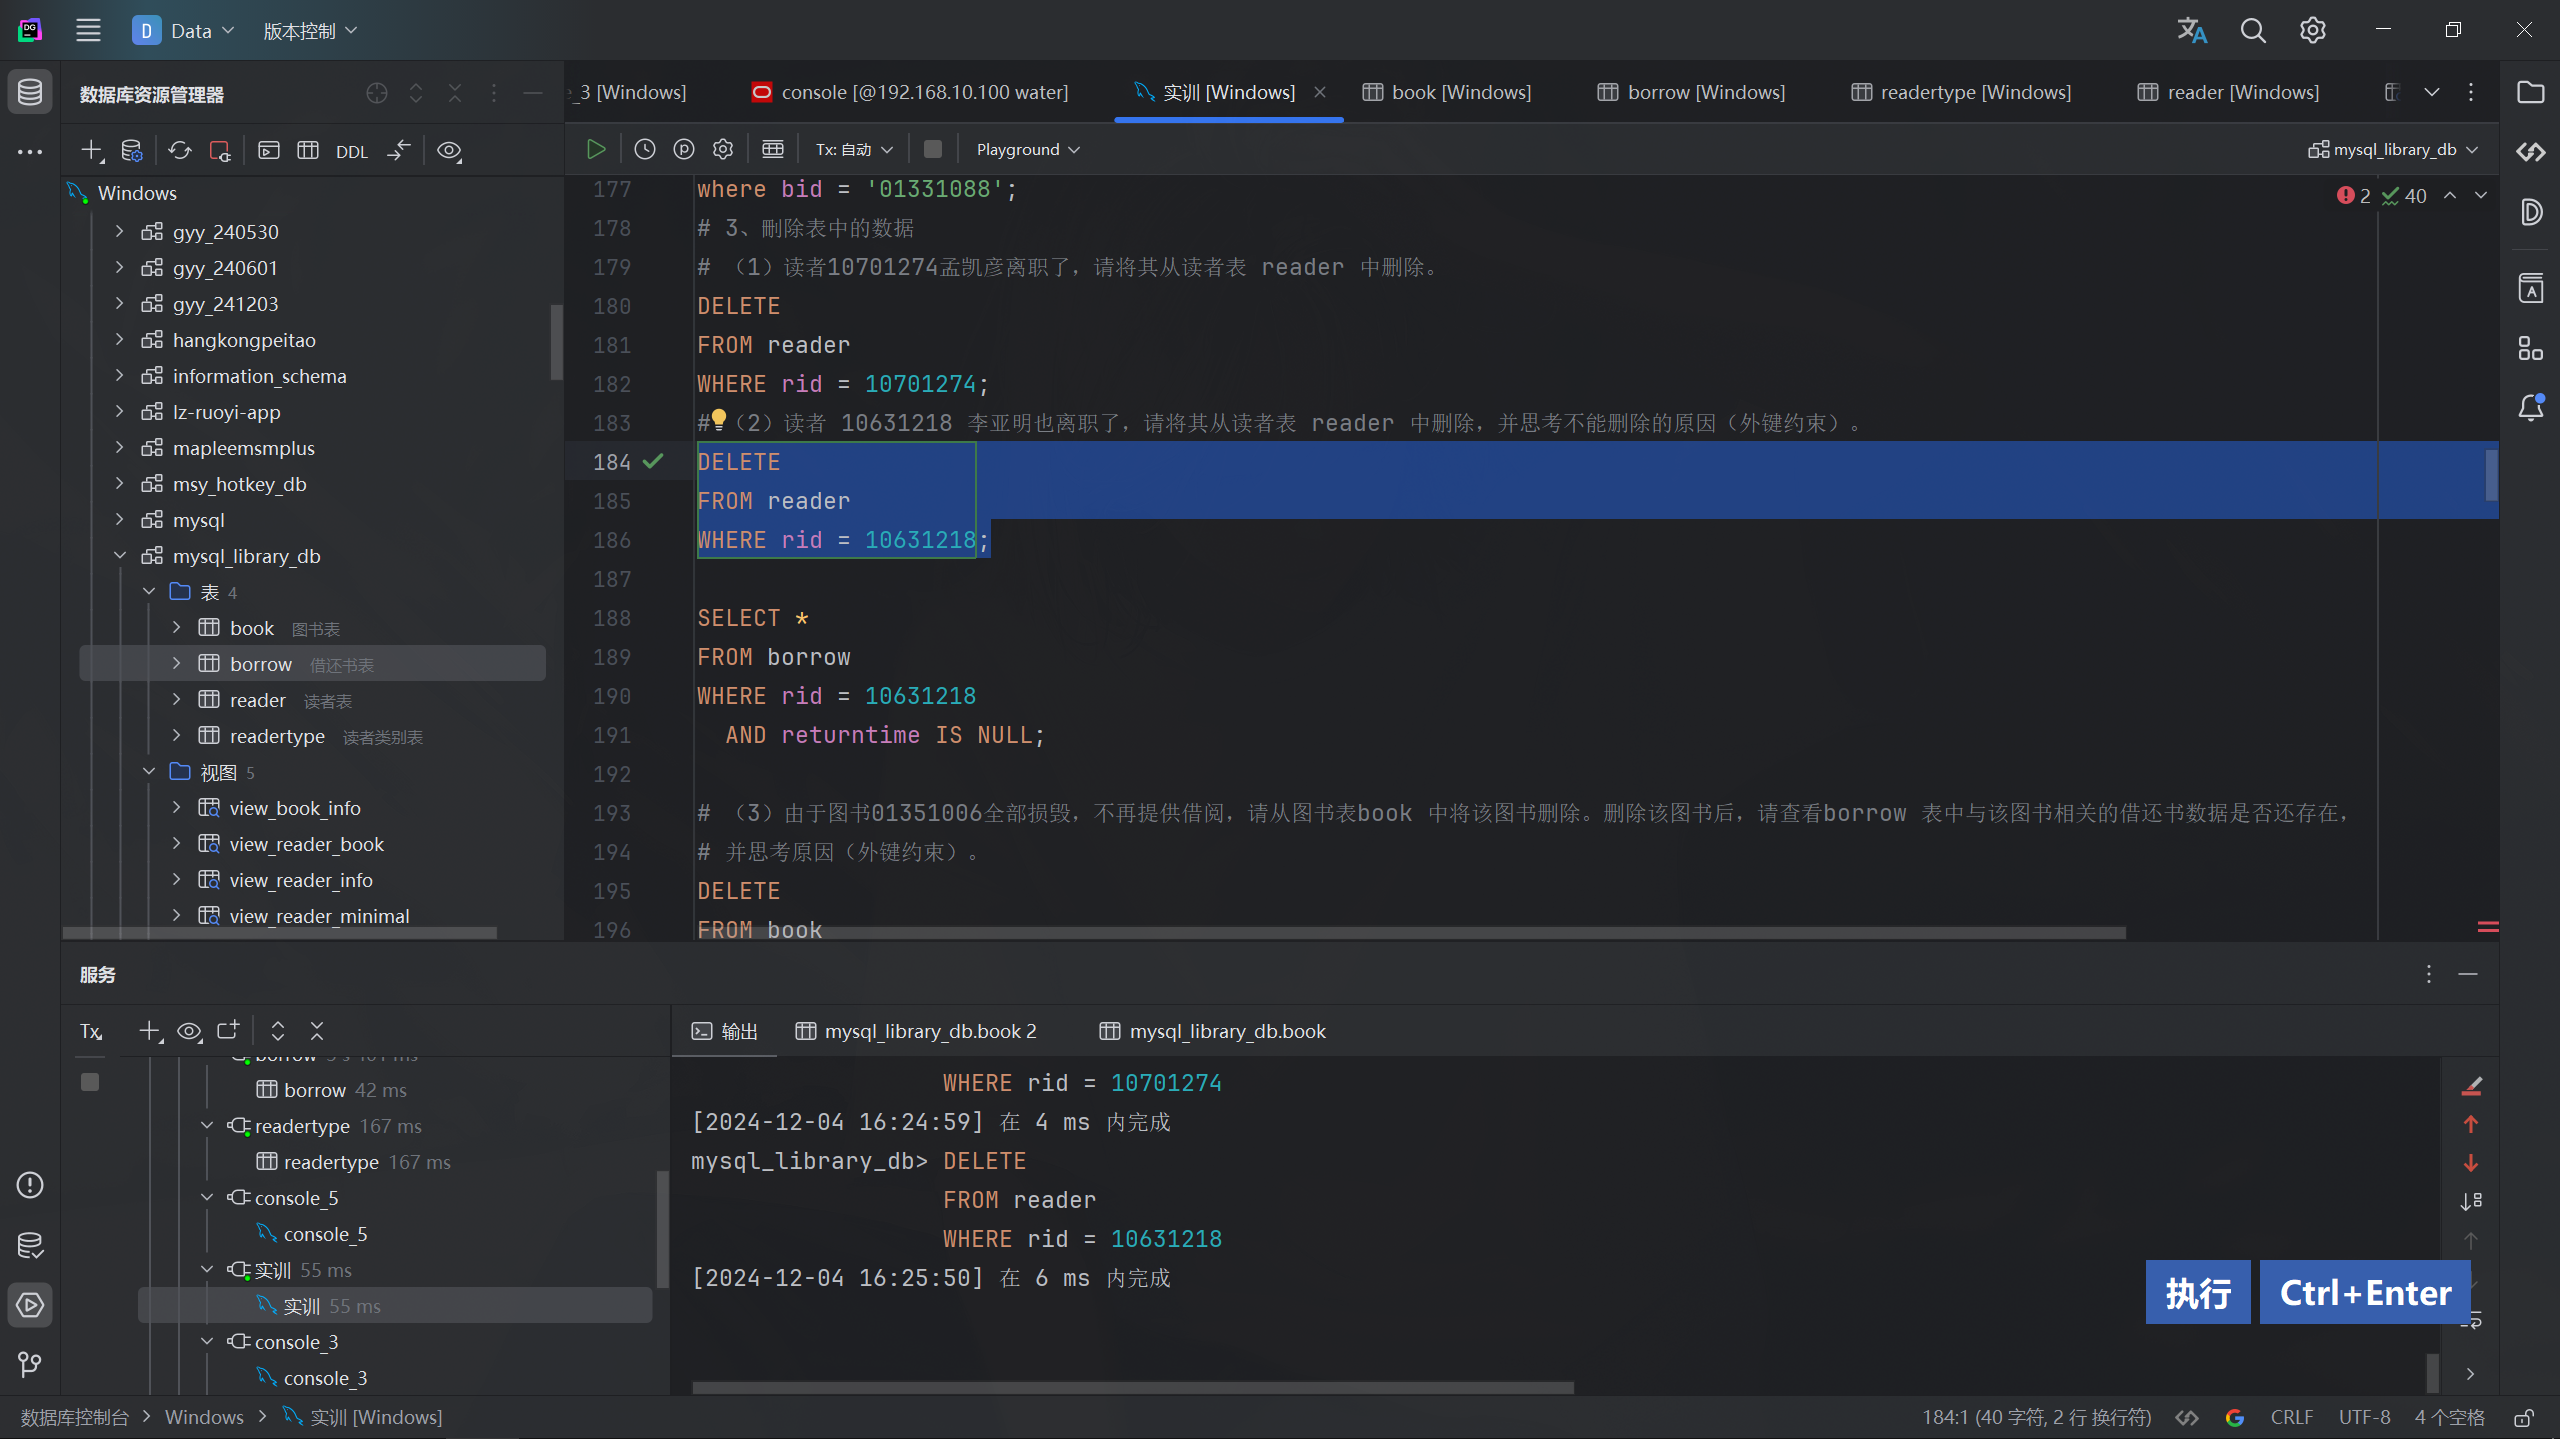 D Data 版本控制
数据库资源管理器
DDL
Windows
gyy_240530
gyy_240601
gyy_241203
hangkongpeitao
information_schema
lz-ruoyi-app
mapleemsmplus
msy_hotkey_db
mysql
mysql_library_db
表 4
book 图书表
borrow 借还书表
reader 读者表
readertype 读者类别表
视图 5
view_book_info
view_reader_book
view_reader_info
view_reader_minimal
_3 [Windows] console [@192.168.10.100 water] 实训 [Windows] book [Windows] borrow [Windows] readertype [Windows] reader [Windows]
Tx: 自动 Playground mysql_library_db
2 40
177 where bid = '01331088';
178 # 3、刪除表中的数据
179 # （1）读者10701274孟凯彦离职了，请将其从读者表 reader 中删除。
180 DELETE
181 FROM reader
182 WHERE rid = 10701274;
183 #（2）读者 10631218 李亚明也离职了，请将其从读者表 reader 中删除，并思考不能删除的原因（外键约束）。
184 DELETE
185 FROM reader
186 WHERE rid = 10631218;
187
188 SELECT *
189 FROM borrow
190 WHERE rid = 10631218
191 AND returntime IS NULL;
192
193 # （3）由于图书01351006全部损毁，不再提供借阅，请从图书表book 中将该图书删除。删除该图书后，请查看borrow 表中与该图书相关的借还书数据是否还存在，
194 # 并思考原因（外键约束）。
195 DELETE
196 FROM book
服务
Tx
borrow 42 ms
readertype 167 ms
readertype 167 ms
console_5
console_5
实训 55 ms
实训 55 ms
console_3
console_3
输出 mysql_library_db.book 2 mysql_library_db.book
WHERE rid = 10701274
[2024-12-04 16:24:59] 在 4 ms 内完成
mysql_library_db> DELETE
FROM reader
WHERE rid = 10631218
[2024-12-04 16:25:50] 在 6 ms 内完成
执行 Ctrl+Enter
数据库控制台 Windows 实训 [Windows] 184:1 (40 字符, 2 行 换行符) CRLF UTF-8 4 个空格